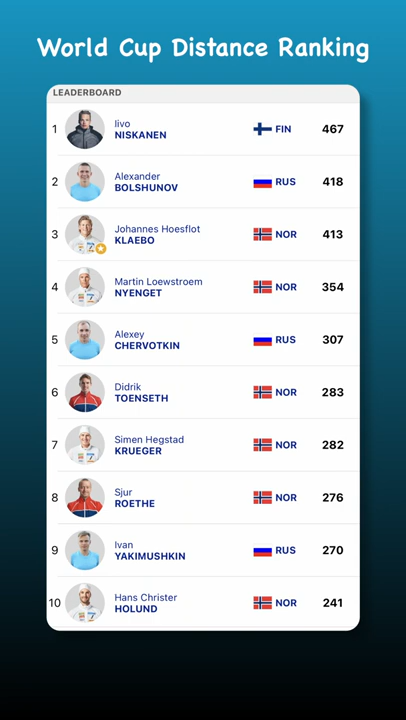 World Cup Distance Ranking
LEADERBOARD
1 Iivo NISKANEN FIN 467
2 Alexander BOLSHUNOV RUS 418
3 Johannes Hoesflot KLAEBO NOR 413
4 Martin Loewstroem NYENGET NOR 354
5 Alexey CHERVOTKIN RUS 307
6 Didrik TOENSETH NOR 283
7 Simen Hegstad KRUEGER NOR 282
8 Sjur ROETHE NOR 276
9 Ivan YAKIMUSHKIN RUS 270
10 Hans Christer HOLUND NOR 241